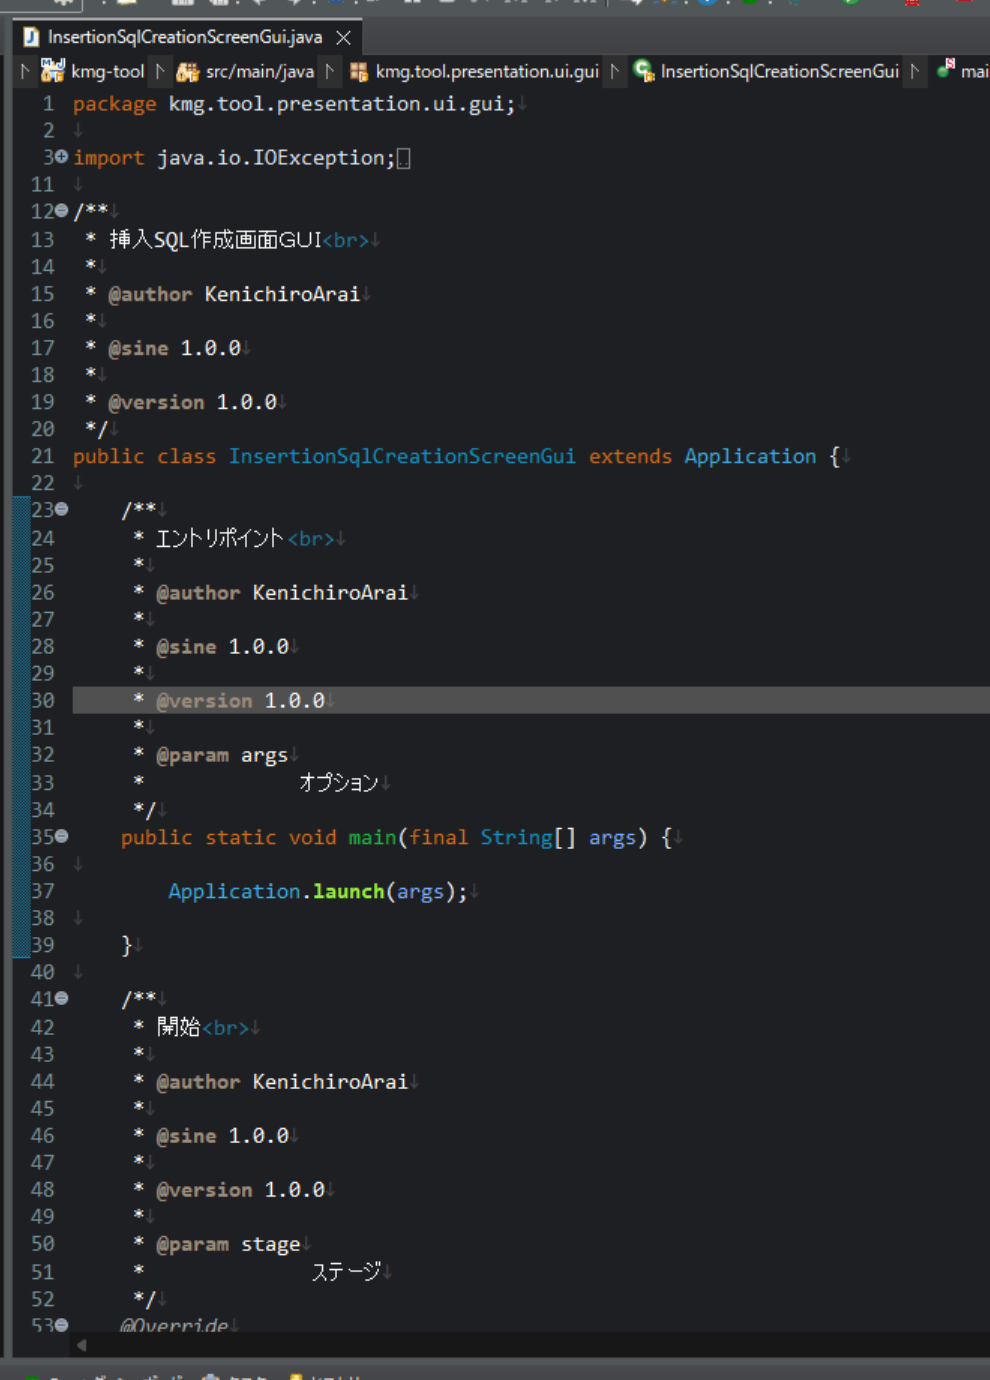 InsertionSqlCreationScreenGui.java
kmg-tool src/main/java kmg.tool.presentation.ui.gui InsertionSqlCreationScreenGui mai
1 package kmg.tool.presentation.ui.gui;
2
3 import java.io.IOException;
11
12 /**
13 * 挿入SQL作成画面GUI<br>
14 *
15 * @author KenichiroArai
16 *
17 * @sine 1.0.0
18 *
19 * @version 1.0.0
20 */
21 public class InsertionSqlCreationScreenGui extends Application {
22
23 /**
24 * エントリポイント<br>
25 *
26 * @author KenichiroArai
27 *
28 * @sine 1.0.0
29 *
30 * @version 1.0.0
31 *
32 * @param args
33 * オプション
34 */
35 public static void main(final String[] args) {
36
37 Application.launch(args);
38
39 }
40
41 /**
42 * 開始<br>
43 *
44 * @author KenichiroArai
45 *
46 * @sine 1.0.0
47 *
48 * @version 1.0.0
49 *
50 * @param stage
51 * ステージ
52 */
53 @Override